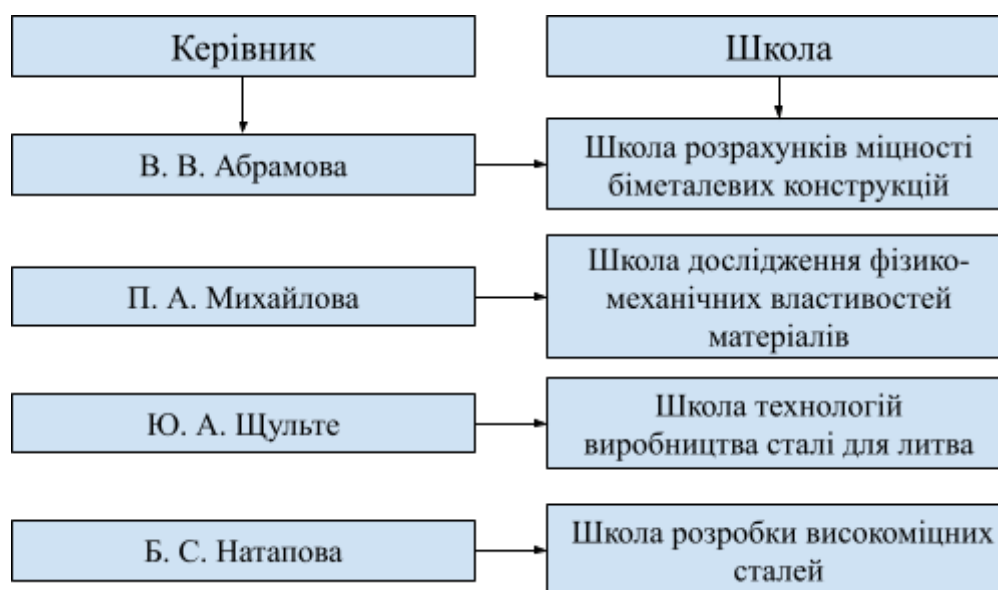 Керівник
Школа
В. В. Абрамова
Школа розрахунків міцності
біметалевих конструкцій
П. А. Михайлова
Школа дослідження фізико-
механічних властивостей
матеріалів
Ю. А. Щульте
Школа технологій
виробництва сталі для литва
Б. С. Натапова
Школа розробки високоміцних
сталей